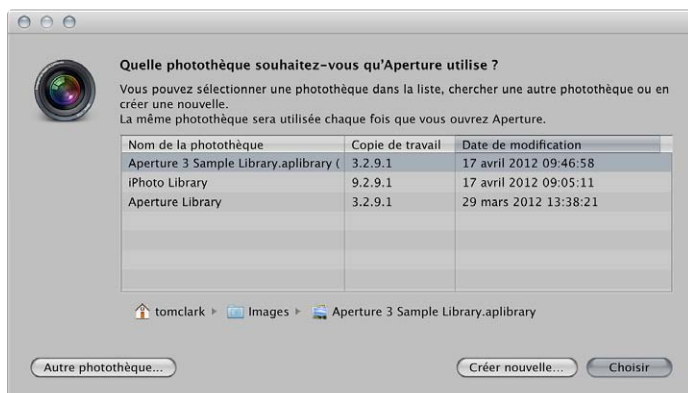 Quelle photothèque souhaitez-vous qu'Aperture utilise ?
Vous pouvez sélectionner une photothèque dans la liste, chercher une autre photothèque ou en
créer une nouvelle.
La même photothèque sera utilisée chaque fois que vous ouvrez Aperture.
Nom de la photothèque Copie de travail Date de modification
Aperture 3 Sample Library.aplibrary ( 3.2.9.1 17 avril 2012 09:46:58
iPhoto Library 9.2.9.1 17 avril 2012 09:05:11
Aperture Library 3.2.9.1 29 mars 2012 13:38:21
tomclark ▸ Images ▸ Aperture 3 Sample Library.aplibrary
Autre photothèque... Créer nouvelle... Choisir